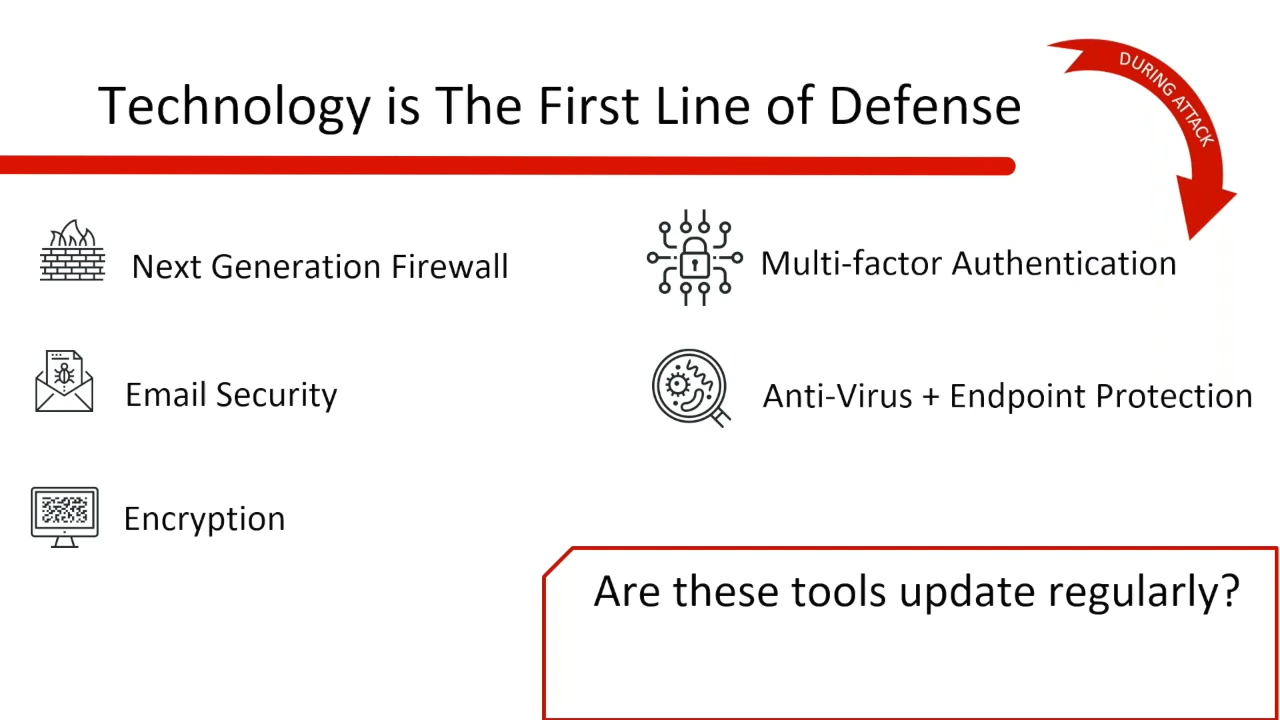 Technology is The First Line of Defense
DURING ATTACK
Next Generation Firewall
Multi-factor Authentication
Email Security
Anti-Virus + Endpoint Protection
Encryption
Are these tools update regularly?